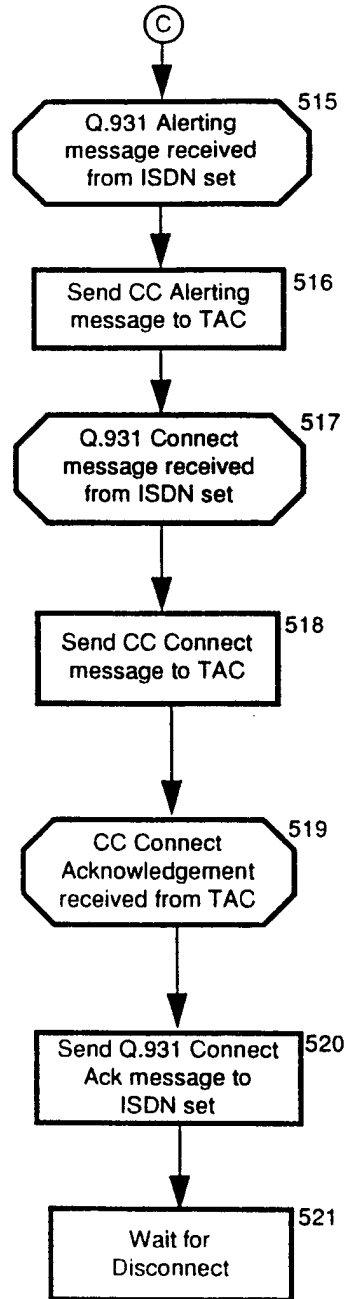 C
515
Q.931 Alerting
message received
from ISDN set
516
Send CC Alerting
message to TAC
517
Q.931 Connect
message received
from ISDN set
518
Send CC Connect
message to TAC
519
CC Connect
Acknowledgement
received from TAC
520
Send Q.931 Connect
Ack message to
ISDN set
521
Wait for
Disconnect